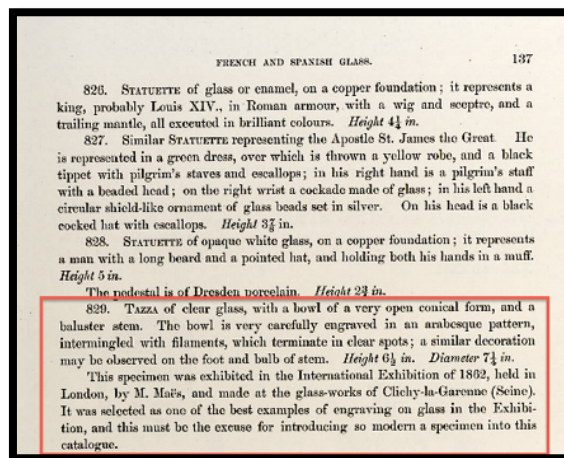 FRENCH AND SPANISH GLASS. 137
826. STATUETTE of glass or enamel, on a copper foundation; it represents a
king, probably Louis XIV., in Roman armour, with a wig and sceptre, and a
trailing mantle, all executed in brilliant colours. Height 4¼ in.
827. Similar STATUETTE representing the Apostle St. James the Great. He
is represented in a green dress, over which is thrown a yellow robe, and a black
tippet with pilgrim's staves and escallops; in his right hand is a pilgrim's staff
with a beaded head; on the right wrist a cockade made of glass; in his left hand a
circular shield-like ornament of glass beads set in silver. On his head is a black
cocked hat with escallops. Height 3⅞ in.
828. STATUETTE of opaque white glass, on a copper foundation; it represents
a man with a long beard and a pointed hat, and holding both his hands in a muff.
Height 5 in.
The pedestal is of Dresden porcelain. Height 2¾ in.
829. TAZZA of clear glass, with a bowl of a very open conical form, and a
baluster stem. The bowl is very carefully engraved in an arabesque pattern,
intermingled with filaments, which terminate in clear spots; a similar decoration
may be observed on the foot and bulb of stem. Height 6½ in. Diameter 7¼ in.
This specimen was exhibited in the International Exhibition of 1862, held in
London, by M. Maës, and made at the glass-works of Clichy-la-Garenne (Seine).
It was selected as one of the best examples of engraving on glass in the Exhibi-
tion, and this must be the excuse for introducing so modern a specimen into this
catalogue.